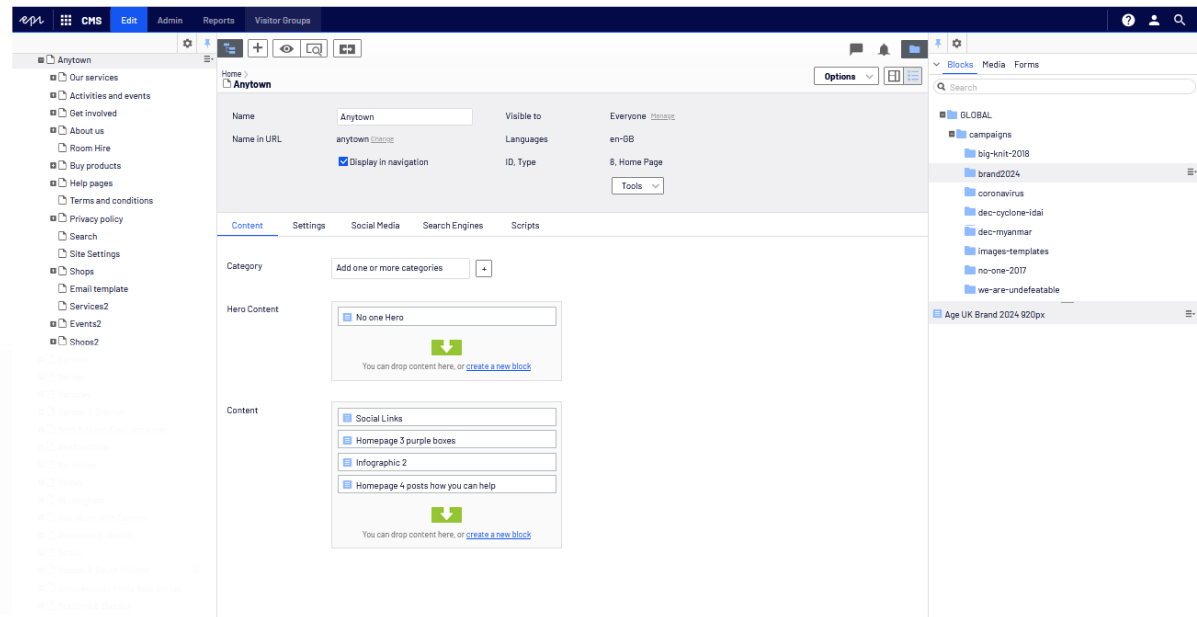 epi CMS Edit Admin Reports Visitor Groups
Anytown
Our services
Activities and events
Get involved
About us
Room Hire
Buy products
Help pages
Terms and conditions
Privacy policy
Search
Site Settings
Shops
Email template
Services2
Events2
Shops2
Home >
Anytown
Options
Name Anytown Visible to Everyone Manage
Name in URL anytown Change Languages en-GB
Display in navigation ID, Type 8, Home Page
Tools
Content Settings Social Media Search Engines Scripts
Category Add one or more categories +
Hero Content No one Hero
You can drop content here, or create a new block
Content Social Links
Homepage 3 purple boxes
Infographic 2
Homepage 4 posts how you can help
You can drop content here, or create a new block
Blocks Media Forms
Search
GLOBAL
campaigns
big-knit-2018
brand2024
coronavirus
dec-cyclone-idai
dec-myanmar
images-templates
no-one-2017
we-are-undefeatable
Age UK Brand 2024 920px